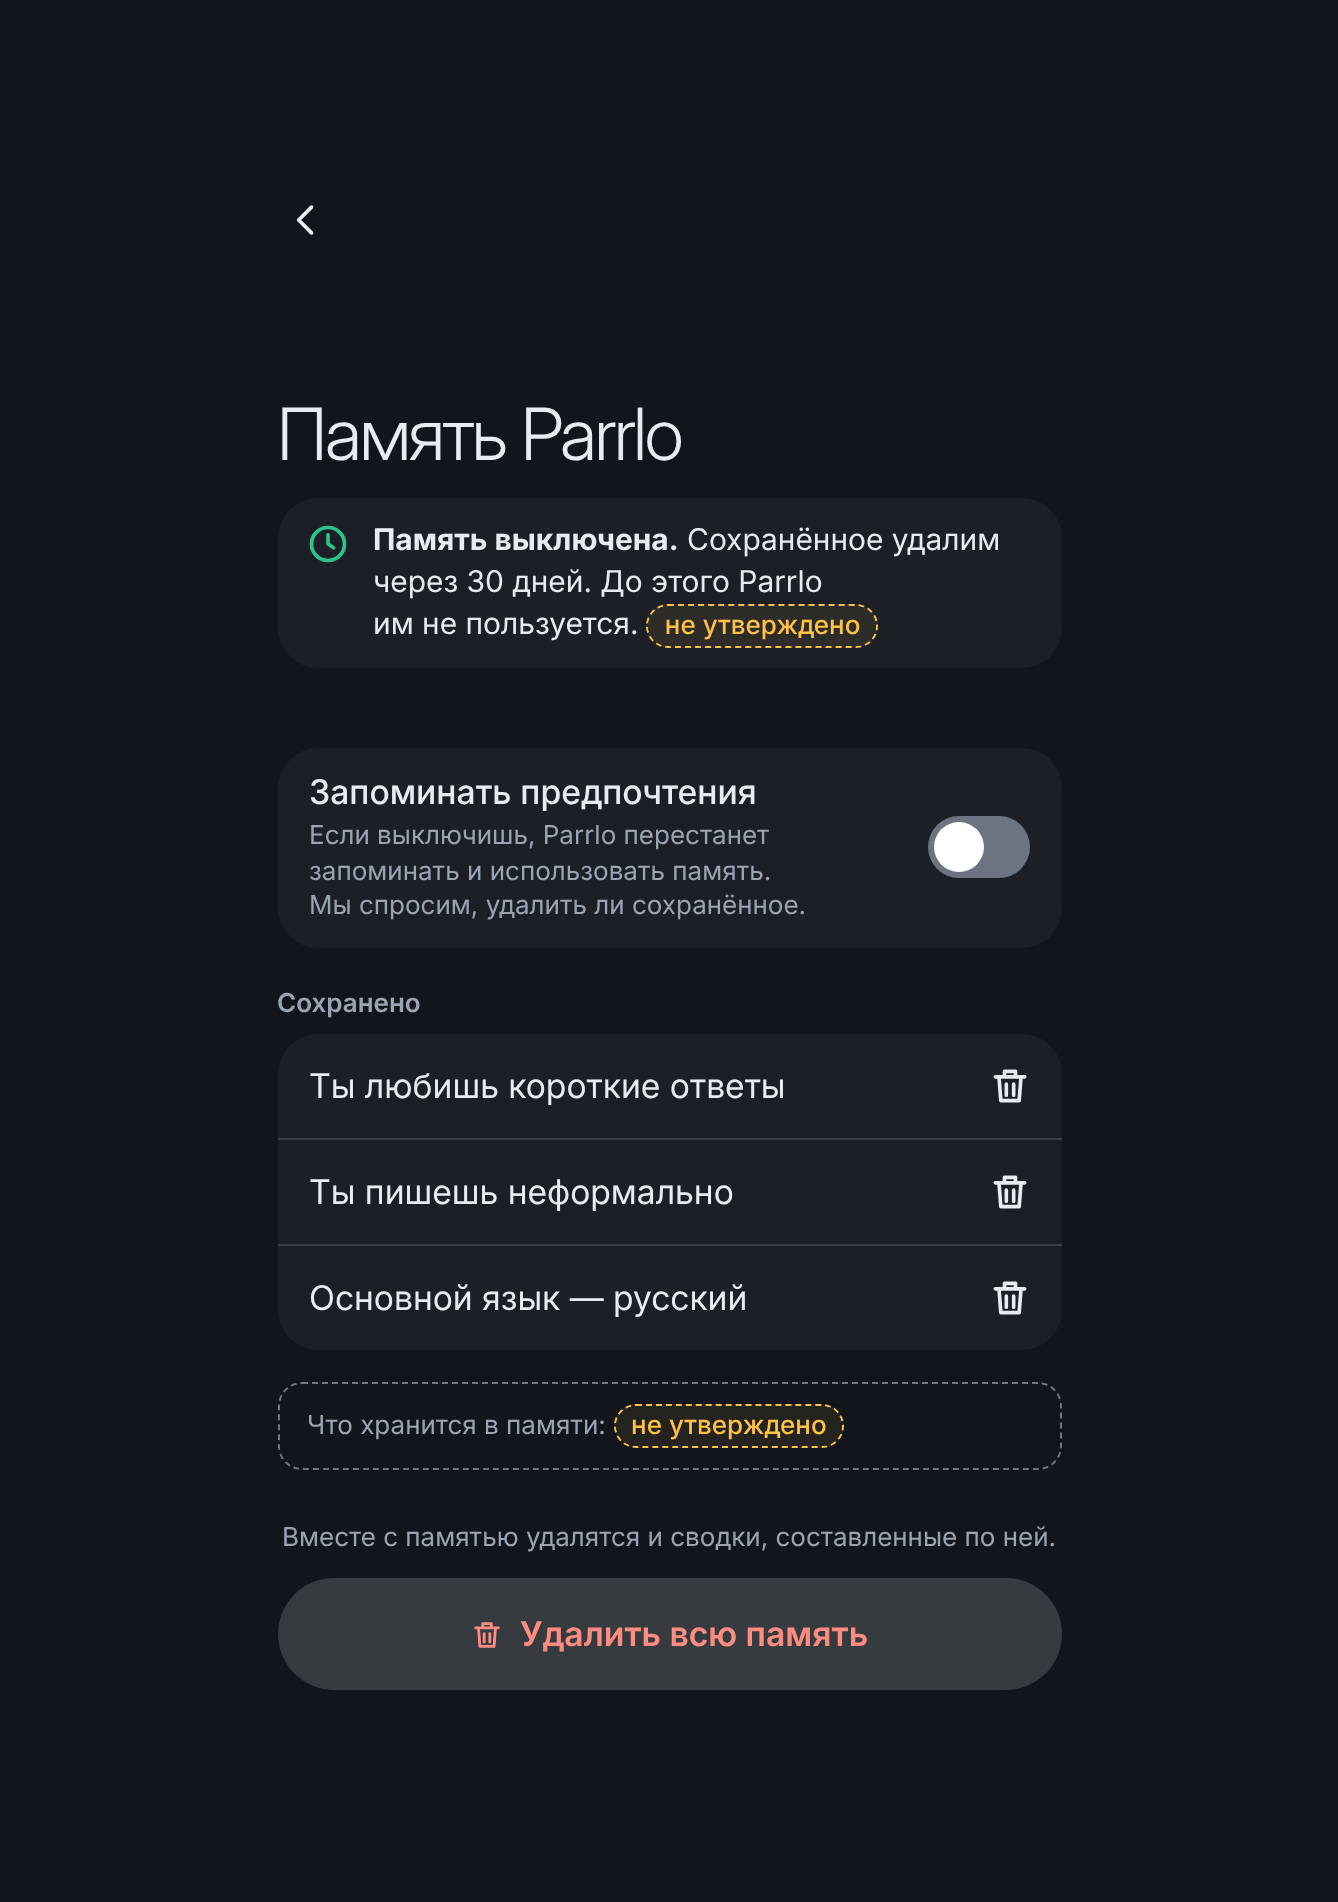 Память Parrlo
Память выключена. Сохранённое удалим
через 30 дней. До этого Parrlo
им не пользуется. не утверждено
Запоминать предпочтения
Если выключишь, Parrlo перестанет
запоминать и использовать память.
Мы спросим, удалить ли сохранённое.
Сохранено
Ты любишь короткие ответы
Ты пишешь неформально
Основной язык — русский
Что хранится в памяти: не утверждено
Вместе с памятью удалятся и сводки, составленные по ней.
Удалить всю память